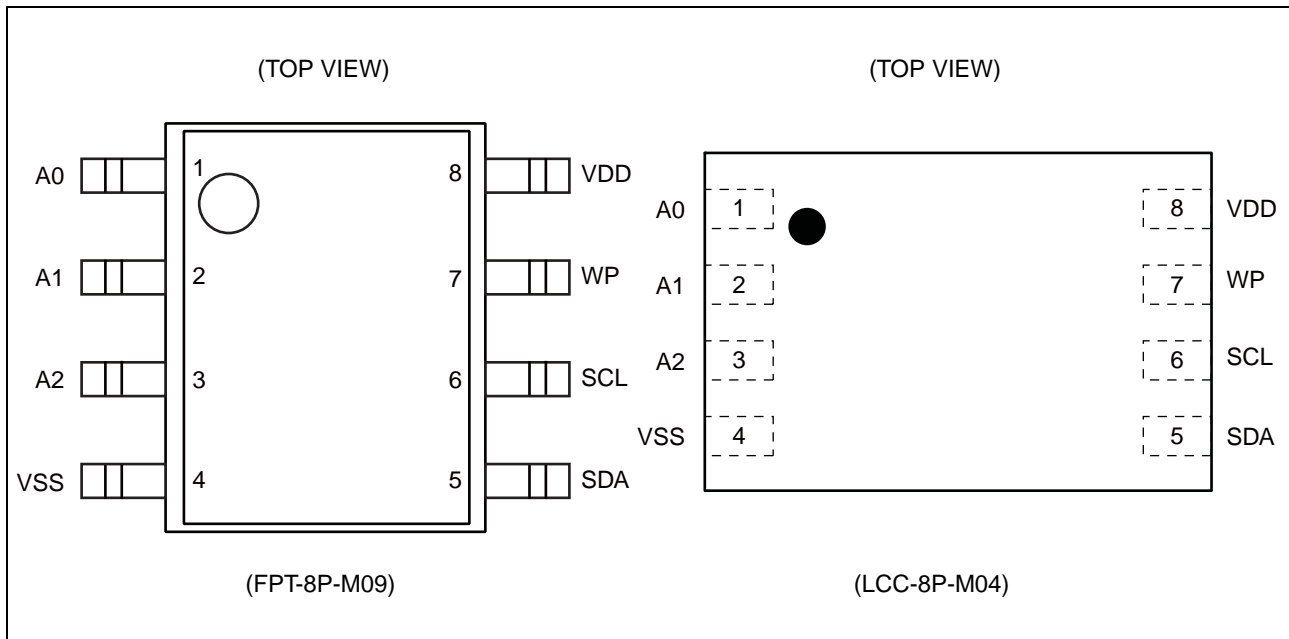 (TOP VIEW)
A0 1 8 VDD
A1 2 7 WP
A2 3 6 SCL
VSS 4 5 SDA
(FPT-8P-M09)
(TOP VIEW)
A0 1 8 VDD
A1 2 7 WP
A2 3 6 SCL
VSS 4 5 SDA
(LCC-8P-M04)